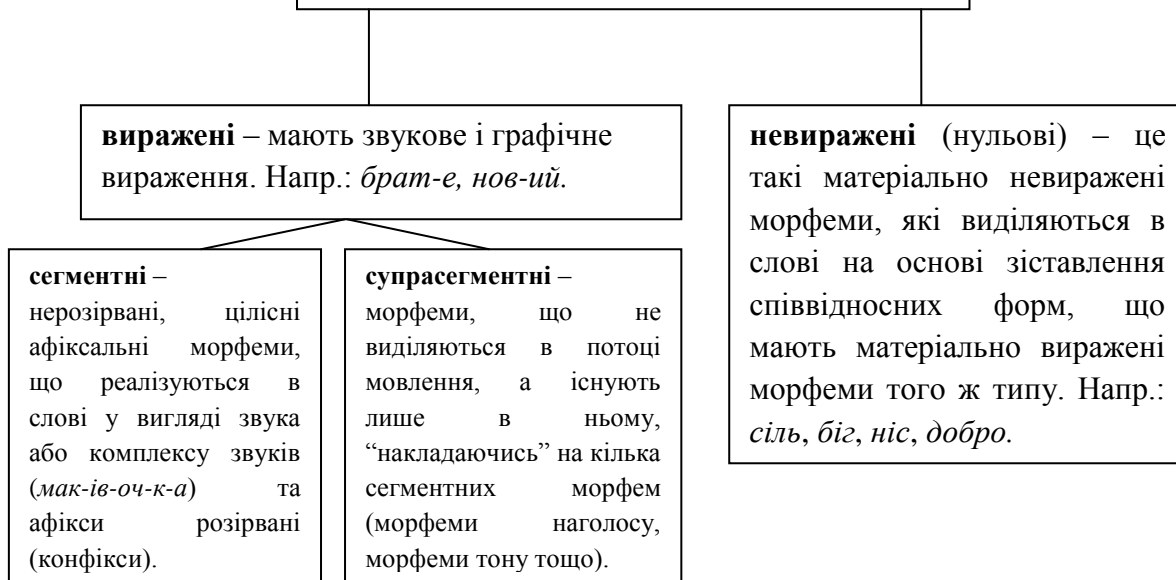 виражені – мають звукове і графічне
вираження. Напр.: брат-е, нов-ий.
невиражені (нульові) – це
такі матеріально невиражені
морфеми, які виділяються в
слові на основі зіставлення
співвідносних форм, що
мають матеріально виражені
морфеми того ж типу. Напр.:
сіль, біг, ніс, добро.
сегментні –
нерозірвані, цілісні
афіксальні морфеми,
що реалізуються в
слові у вигляді звука
або комплексу звуків
(мак-ів-оч-к-а) та
афікси розірвані
(конфікси).
супрасегментні –
морфеми, що не
виділяються в потоці
мовлення, а існують
лише в ньому,
“накладаючись” на кілька
сегментних морфем
(морфеми наголосу,
морфеми тону тощо).